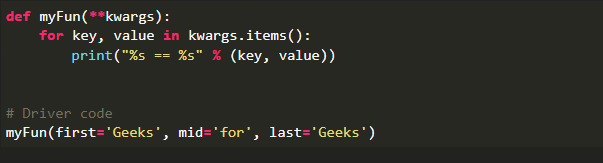 def myFun(**kwargs):
    for key, value in kwargs.items():
        print("%s == %s" % (key, value))
# Driver code
myFun(first='Geeks', mid='for', last='Geeks')